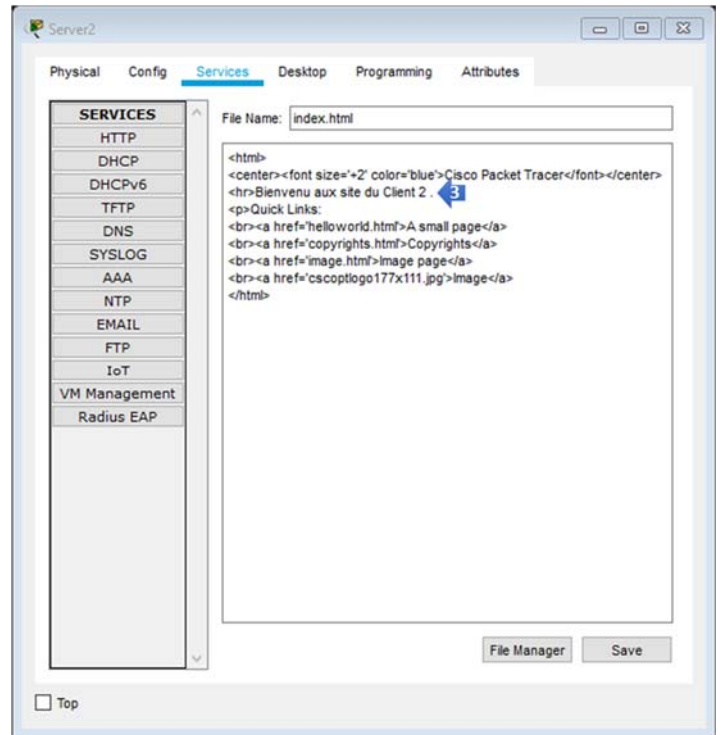 Server2
Physical Config Services Desktop Programming Attributes
SERVICES
HTTP
DHCP
DHCPv6
TFTP
DNS
SYSLOG
AAA
NTP
EMAIL
FTP
IoT
VM Management
Radius EAP
File Name: index.html
<html>
<center><font size='+2' color='blue'>Cisco Packet Tracer</font></center>
<hr>Bienvenu aux site du Client 2 . 3
<p>Quick Links:
<br><a href='helloworld.html'>A small page</a>
<br><a href='copyrights.html'>Copyrights</a>
<br><a href='image.html'>Image page</a>
<br><a href='cscoptlogo177x111.jpg'>Image</a>
</html>
File Manager Save
Top